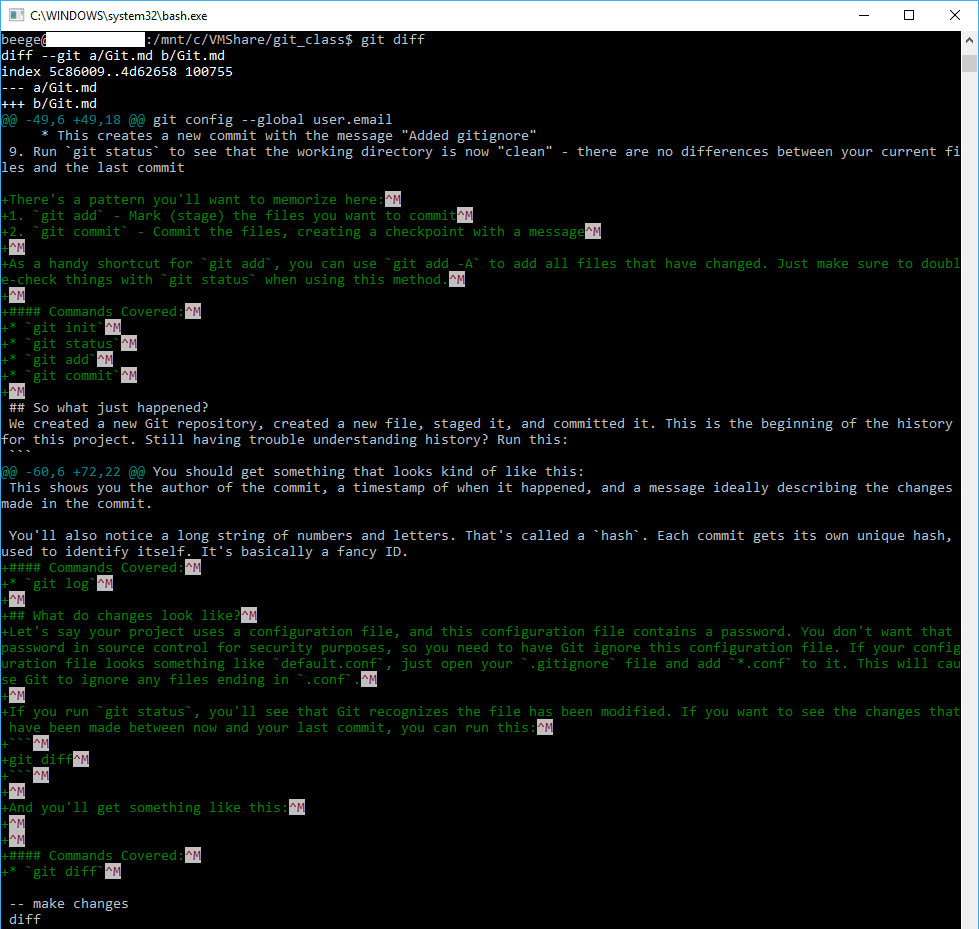 C:\WINDOWS\system32\bash.exe
beege@:/mnt/c/VMShare/git_class$ git diff
diff --git a/Git.md b/Git.md
index 5c86009..4d62658 100755
--- a/Git.md
+++ b/Git.md
@@ -49,6 +49,18 @@ git config --global user.email
     * This creates a new commit with the message "Added gitignore"
 9. Run `git status` to see that the working directory is now "clean" - there are no differences between your current fi
les and the last commit

+There's a pattern you'll want to memorize here:^M
+1. `git add` - Mark (stage) the files you want to commit^M
+2. `git commit` - Commit the files, creating a checkpoint with a message^M
+^M
+As a handy shortcut for `git add`, you can use `git add -A` to add all files that have changed. Just make sure to doubl
e-check things with `git status` when using this method.^M
+^M
+#### Commands Covered:^M
+* `git init`^M
+* `git status`^M
+* `git add`^M
+* `git commit`^M
+^M
 ## So what just happened?
 We created a new Git repository, created a new file, staged it, and committed it. This is the beginning of the history
for this project. Still having trouble understanding history? Run this:
 ```
@@ -60,6 +72,22 @@ You should get something that looks kind of like this:
 This shows you the author of the commit, a timestamp of when it happened, and a message ideally describing the changes
made in the commit.

 You'll also notice a long string of numbers and letters. That's called a `hash`. Each commit gets its own unique hash,
used to identify itself. It's basically a fancy ID.
+#### Commands Covered:^M
+* `git log`^M
+^M
+## What do changes look like?^M
+Let's say your project uses a configuration file, and this configuration file contains a password. You don't want that
password in source control for security purposes, so you need to have Git ignore this configuration file. If your config
uration file looks something like `default.conf`, just open your `.gitignore` file and add `*.conf` to it. This will cau
se Git to ignore any files ending in `.conf`.^M
+^M
+If you run `git status`, you'll see that Git recognizes the file has been modified. If you want to see the changes that
 have been made between now and your last commit, you can run this:^M
+```^M
+git diff^M
+```^M
+^M
+And you'll get something like this:^M
+^M
+^M
+#### Commands Covered:^M
+* `git diff`^M

 -- make changes
 diff